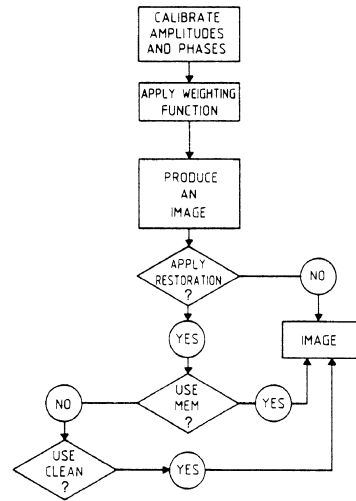 CALIBRATE
AMPLITUDES
AND PHASES
APPLY WEIGHTING
FUNCTION
PRODUCE
AN
IMAGE
APPLY
RESTORATION
?
NO
YES
IMAGE
USE
MEM
?
NO
YES
USE
CLEAN
?
YES